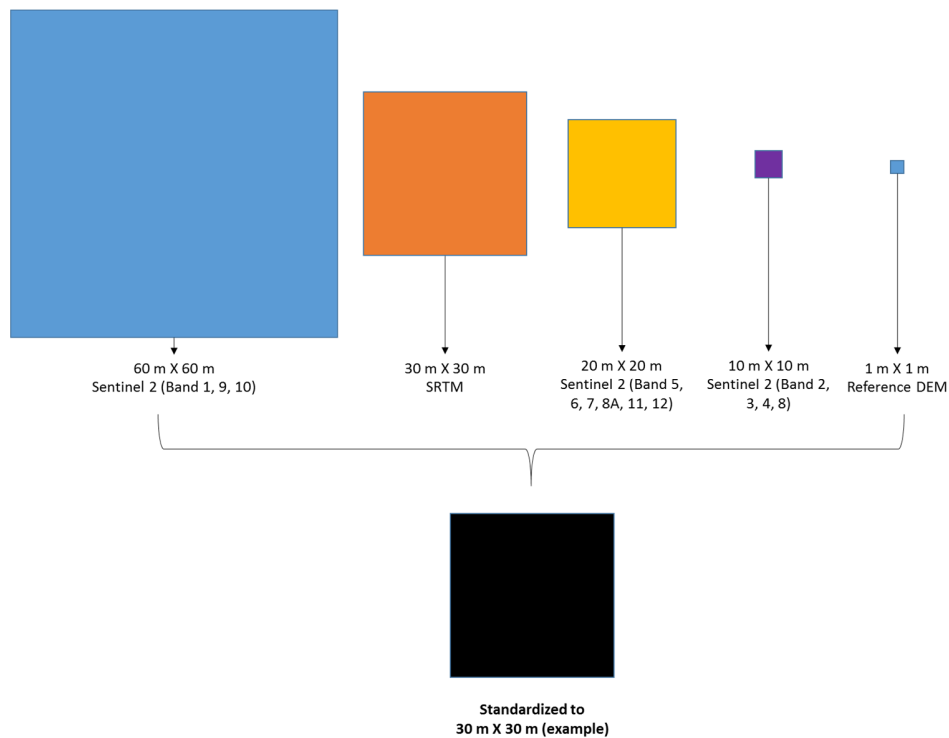 60 m X 60 m
Sentinel 2 (Band 1, 9, 10)
30 m X 30 m
SRTM
20 m X 20 m
Sentinel 2 (Band 5,
6, 7, 8A, 11, 12)
10 m X 10 m
Sentinel 2 (Band 2,
3, 4, 8)
1 m X 1 m
Reference DEM
Standardized to
30 m X 30 m (example)